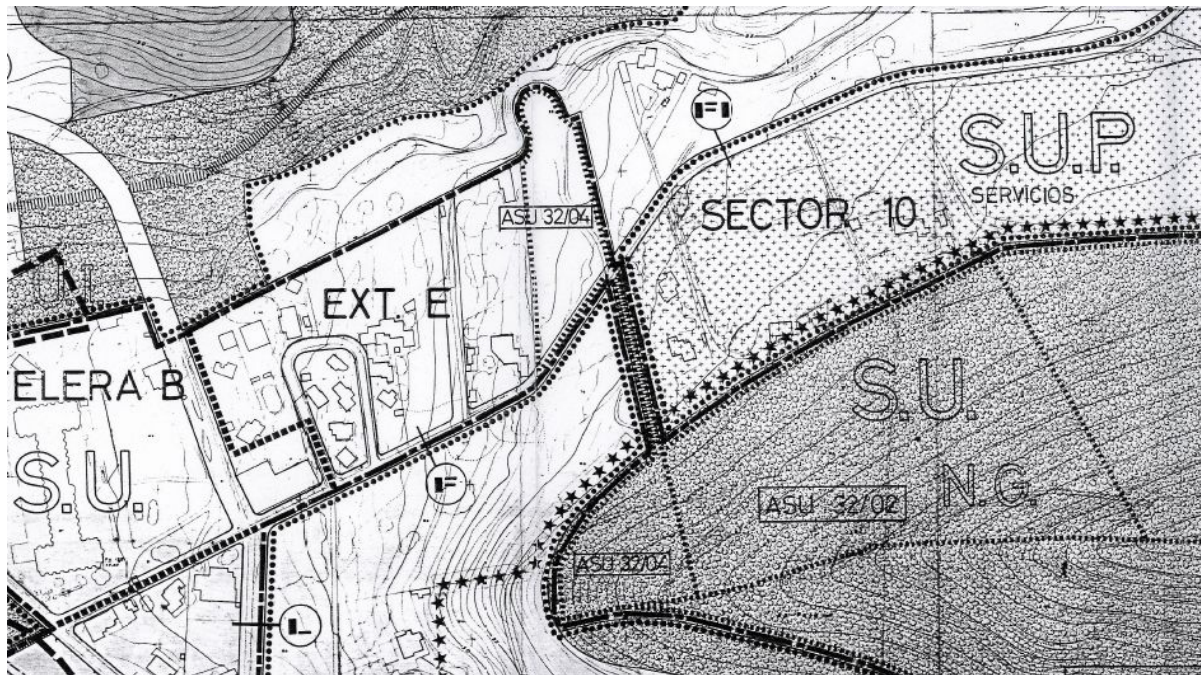 S.U.P.
SERVICIOS
SECTOR 10
ASU 32/04
EXT. E
ELERA B
S.U.
S.U.
N.G.
ASU 32/02
ASU 32/04